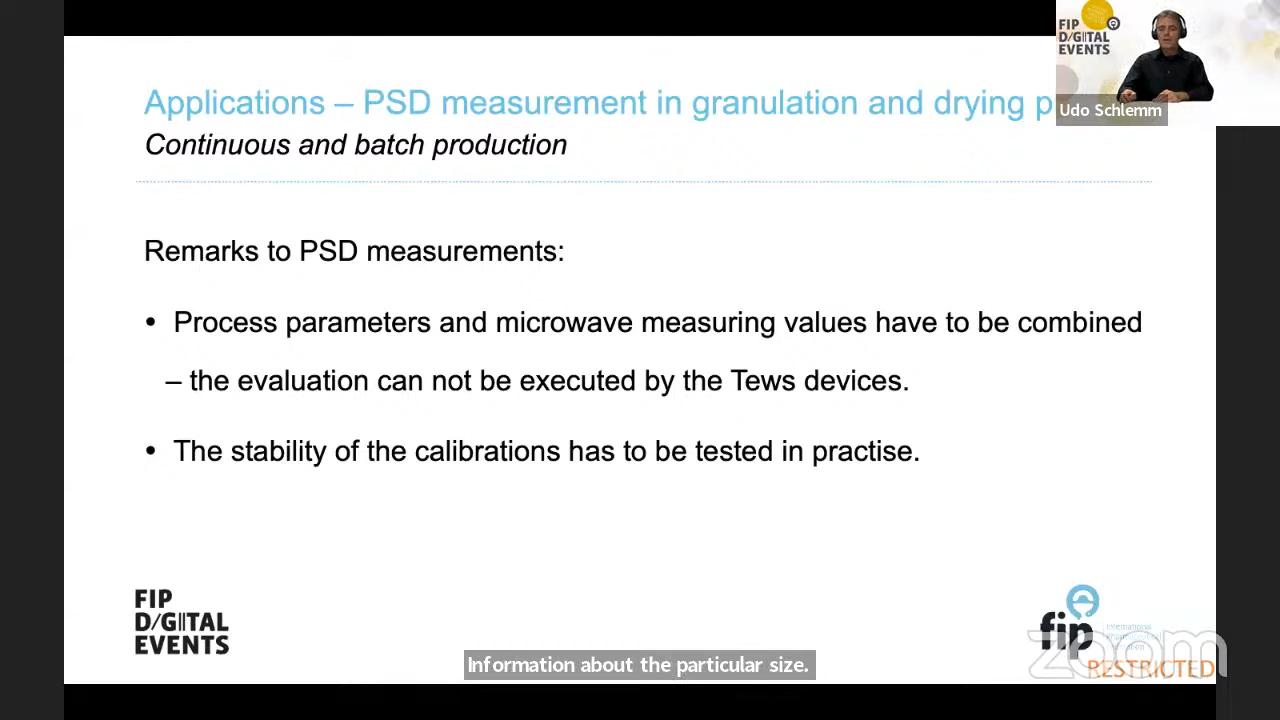 FIP
D/GITAL
EVENTS
Udo Schlemm
Applications – PSD measurement in granulation and drying p
Continuous and batch production
Remarks to PSD measurements:
• Process parameters and microwave measuring values have to be combined
– the evaluation can not be executed by the Tews devices.
• The stability of the calibrations has to be tested in practise.
FIP
D/GITAL
EVENTS
fip
International
zoom
RESTRICTED
Information about the particular size.